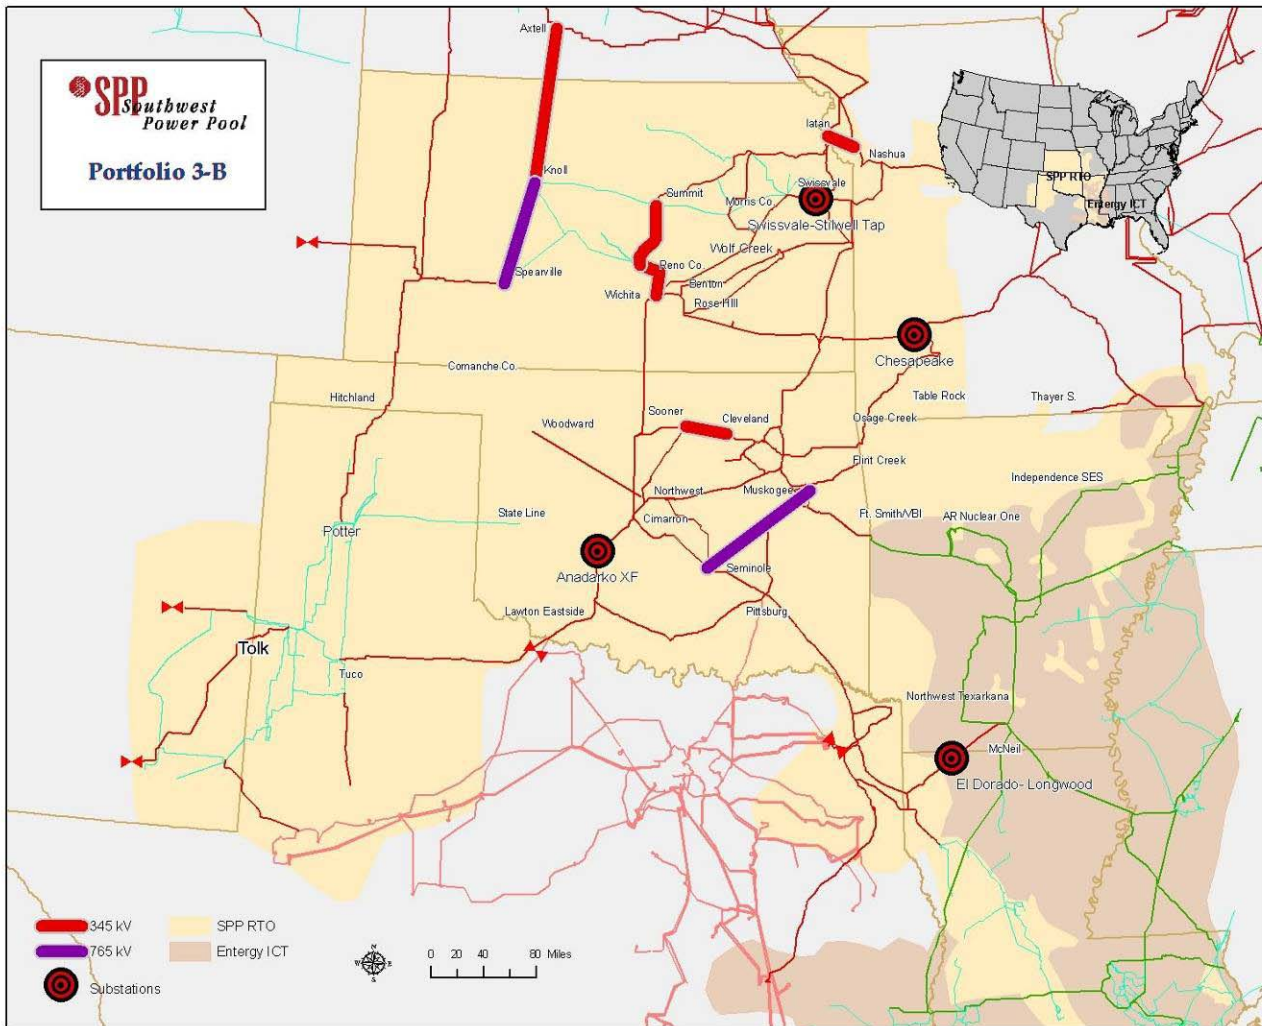 SPP
Southwest
Power Pool
Portfolio 3-B
Axtell
Iatan
Nashua
Knoll
Summit
Morris Co.
Swissvale
Swissvale-Stilwell Tap
Wolf Creek
Spearville
Reno Co.
Benton
Wichita
Rose Hill
SPP RTO
Entergy ICT
Chesapeake
Comanche Co.
Hitchland
Table Rock
Thayer S.
Sooner
Cleveland
Osage Creek
Woodward
Flint Creek
Independence SES
Northwest
Muskogee
State Line
Cimarron
Ft. Smith/VBI
AR Nuclear One
Potter
Anadarko XF
Seminole
Lawton Eastside
Pittsburg
Tolk
Tuco
Northwest Texarkana
McNeil
El Dorado- Longwood
345 kV
SPP RTO
765 kV
Entergy ICT
Substations
N
W
E
S
0 20 40 80 Miles